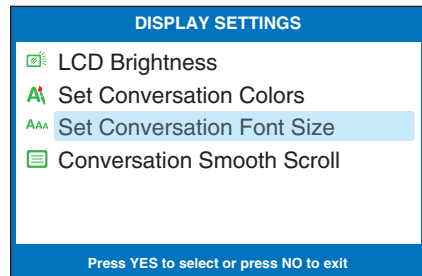 DISPLAY SETTINGS
LCD Brightness
A Set Conversation Colors
AAA Set Conversation Font Size
Conversation Smooth Scroll
Press YES to select or press NO to exit